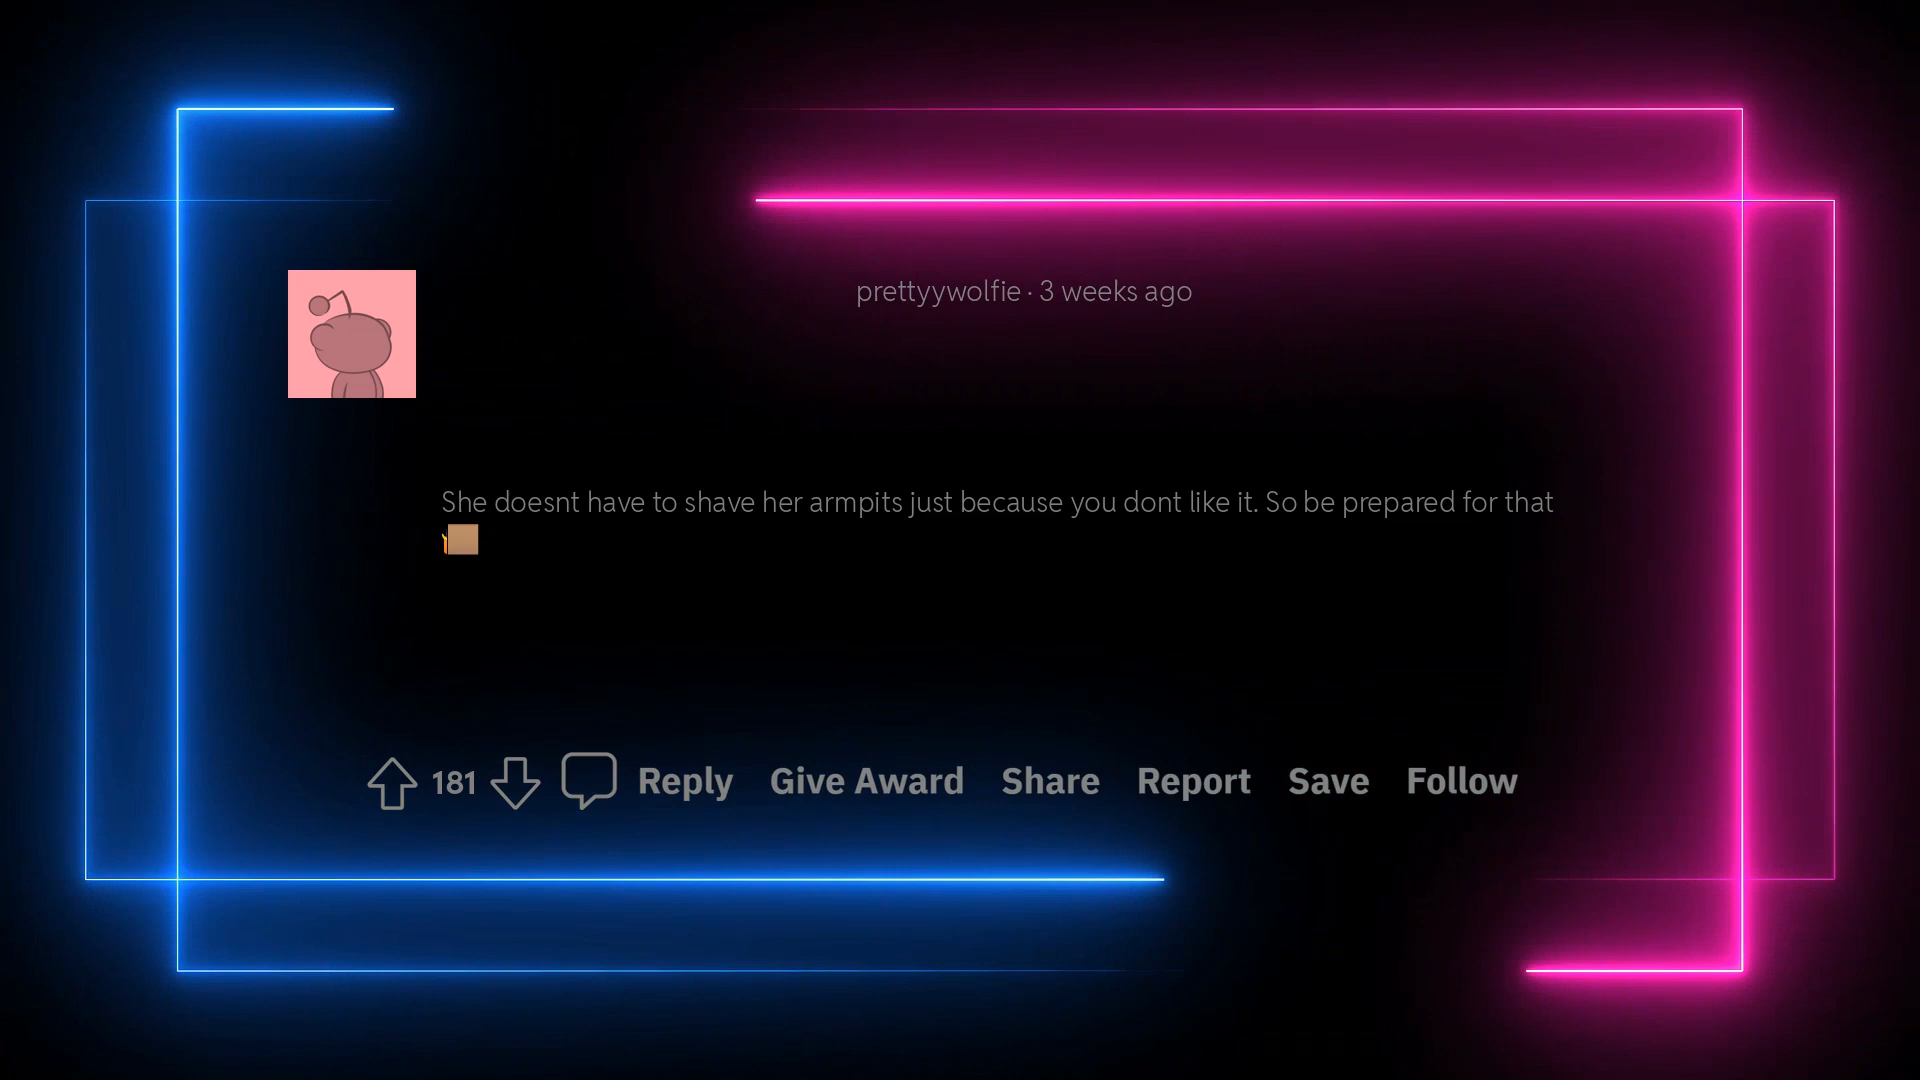 prettyywolfie · 3 weeks ago
She doesnt have to shave her armpits just because you dont like it. So be prepared for that
181 Reply Give Award Share Report Save Follow